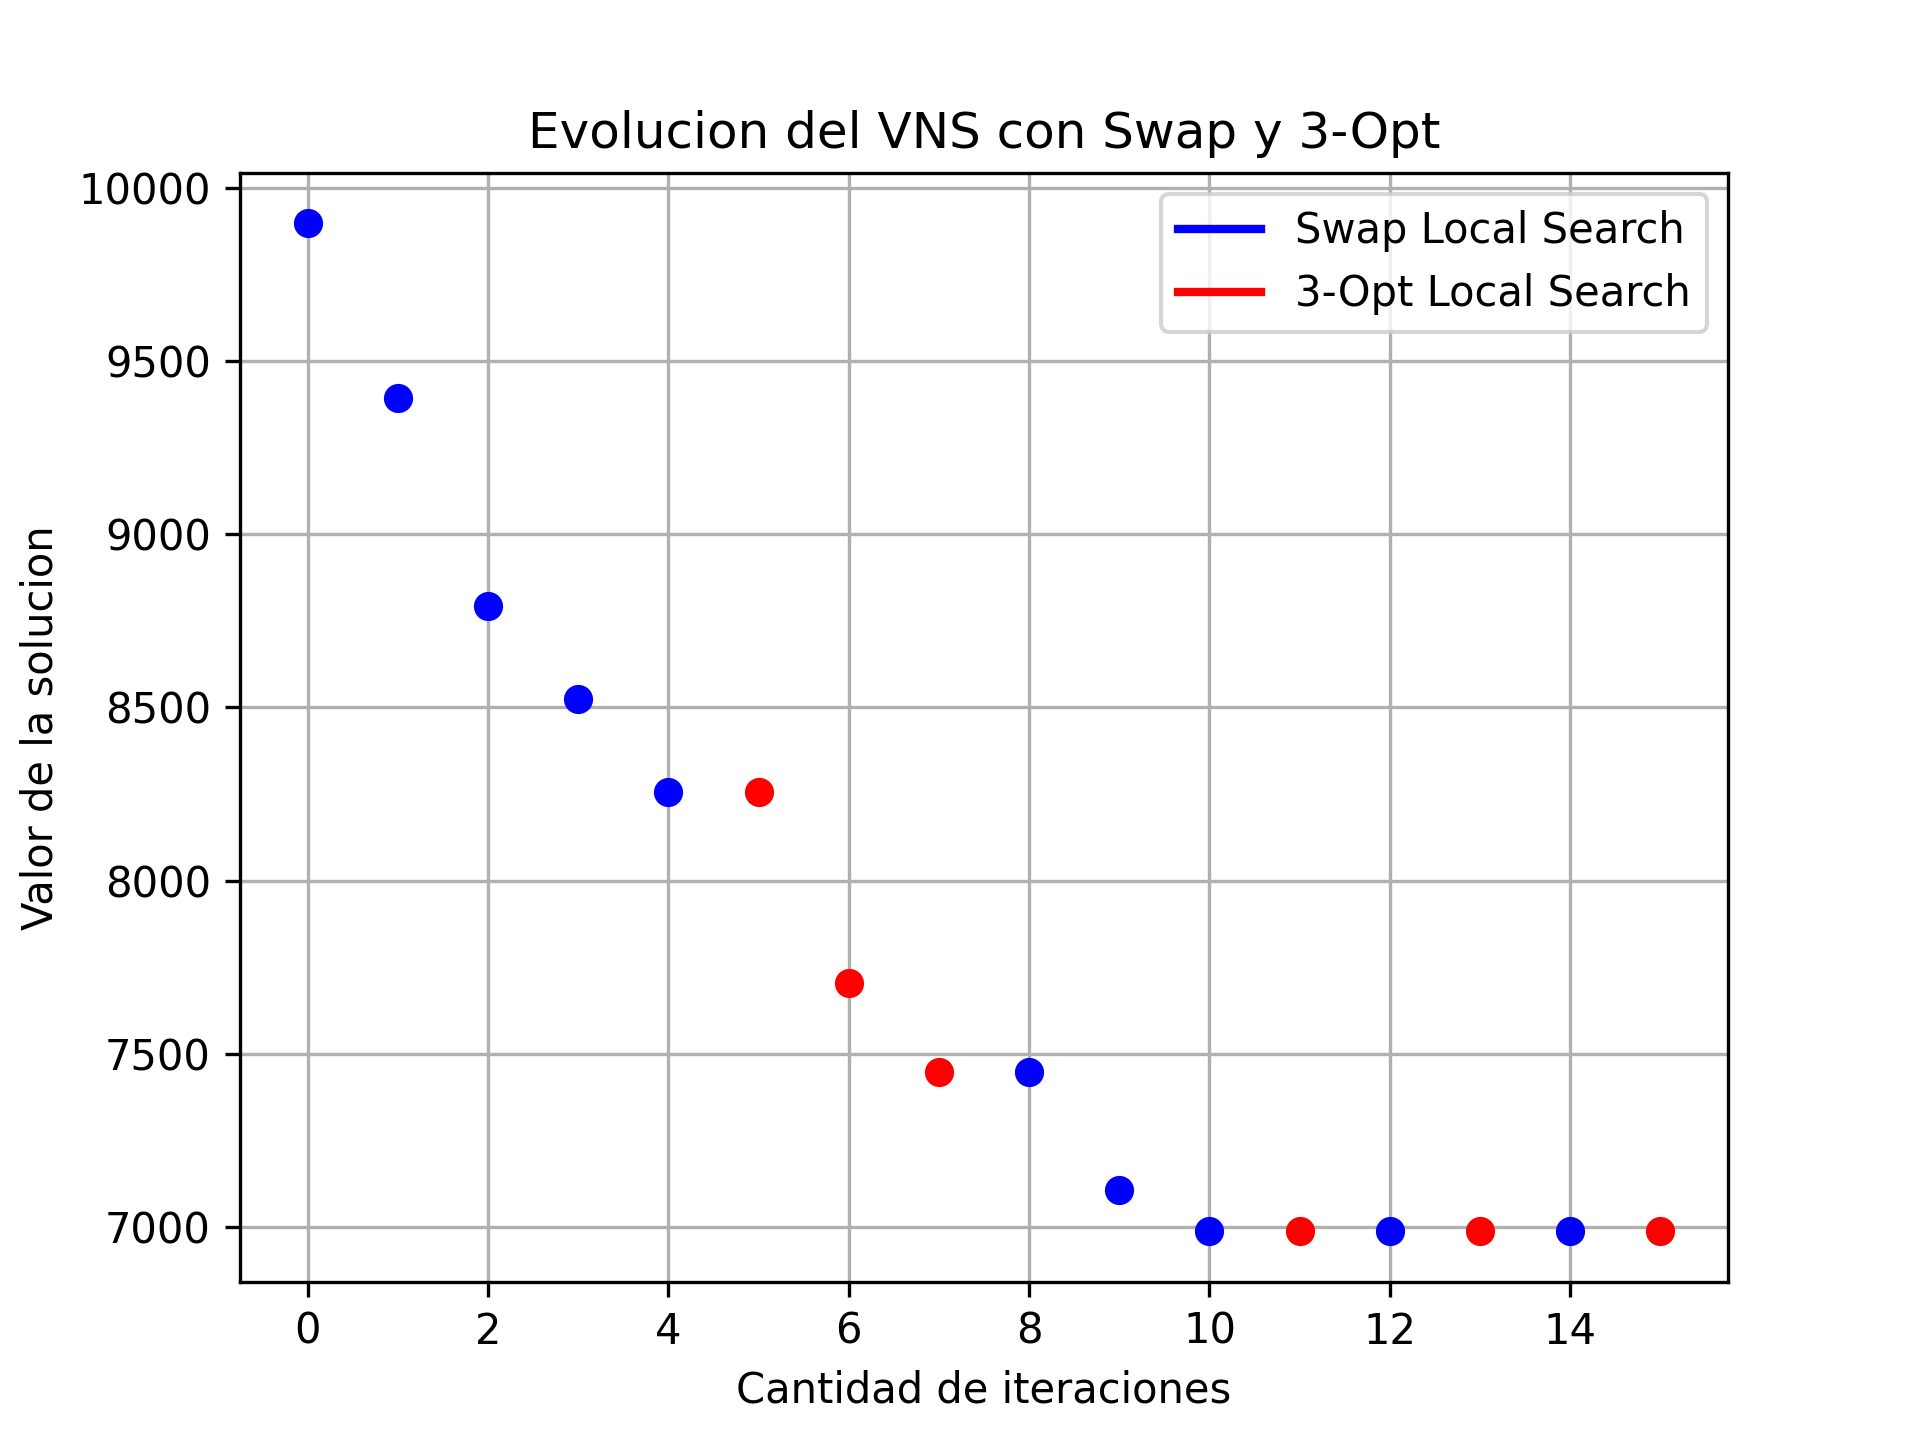 Evolucion del VNS con Swap y 3-Opt
Swap Local Search
3-Opt Local Search
Valor de la solucion
10000
9500
9000
8500
8000
7500
7000
0 2 4 6 8 10 12 14
Cantidad de iteraciones